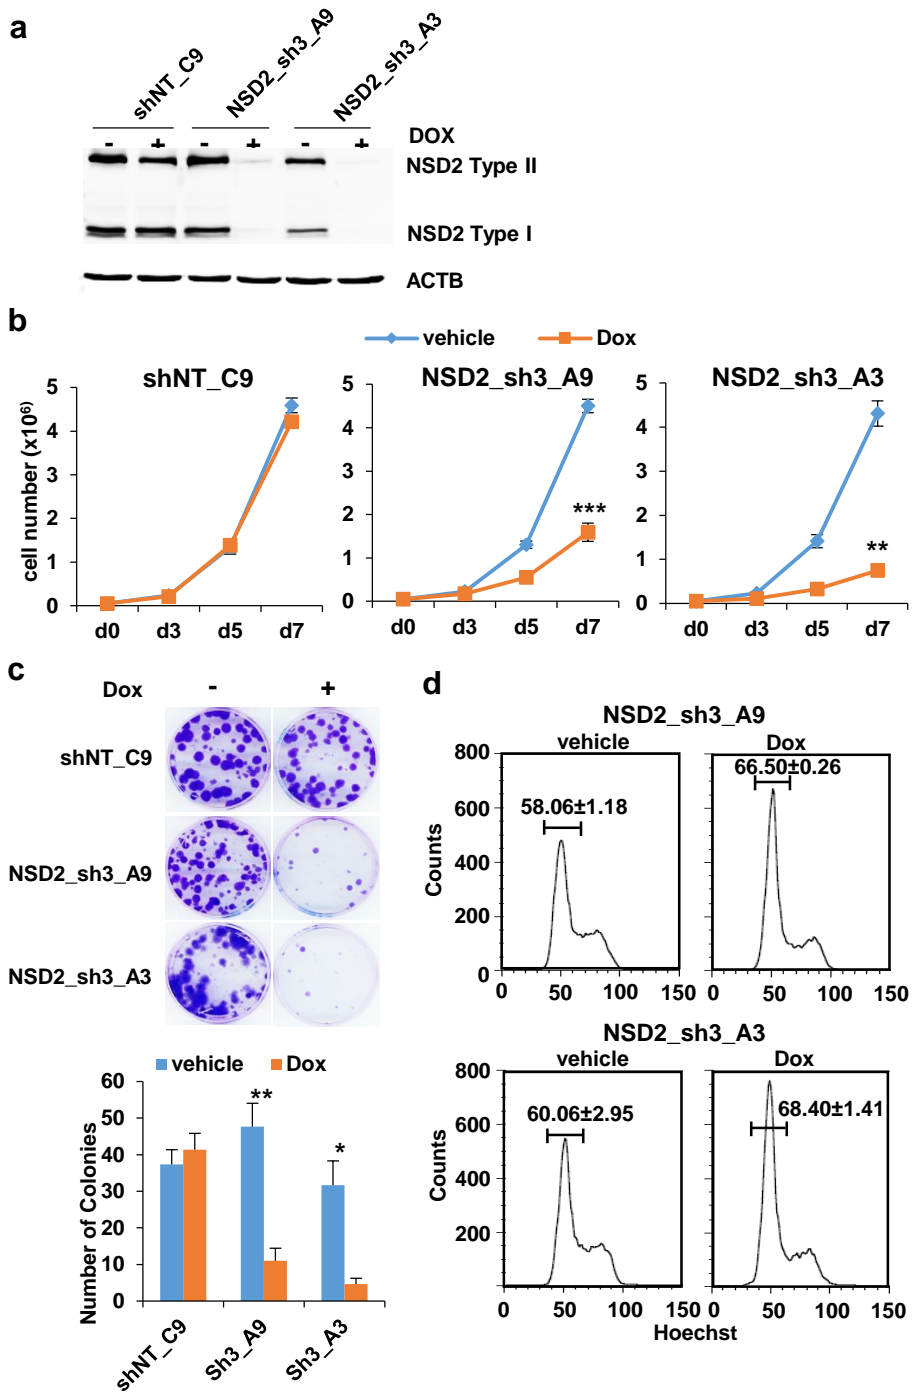 a
shNT_C9
NSD2_sh3_A9
NSD2_sh3_A3
- + - + - + DOX
NSD2 Type II
NSD2 Type I
ACTB
b
vehicle Dox
shNT_C9 NSD2_sh3_A9 NSD2_sh3_A3
cell number (x10⁶)
5
4
3
2
1
0
d0 d3 d5 d7
5
4
3
2
1
0
***
d0 d3 d5 d7
5
4
3
2
1
0
**
d0 d3 d5 d7
c
Dox - +
shNT_C9
NSD2_sh3_A9
NSD2_sh3_A3
vehicle Dox
Number of Colonies
60
50
40
30
20
10
0
**
*
shNT_C9
Sh3_A9
Sh3_A3
d
NSD2_sh3_A9
vehicle Dox
Counts
800
600
400
200
0
58.06±1.18
66.50±0.26
0 50 100 150
0 50 100 150
NSD2_sh3_A3
vehicle Dox
Counts
800
600
400
200
60.06±2.95
68.40±1.41
0 50 100 150
0 50 100 150
Hoechst